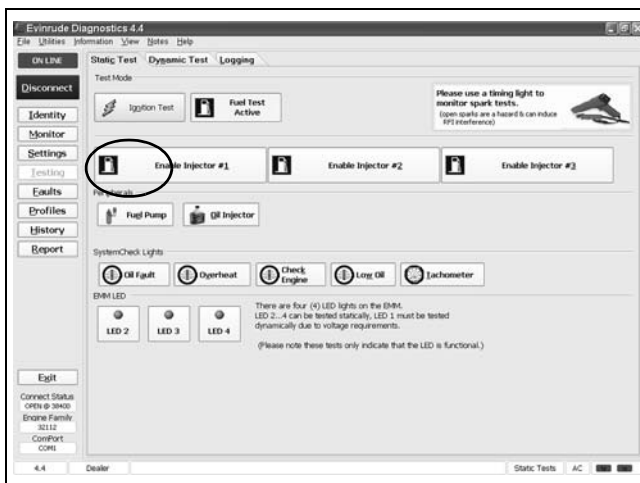 Evinrude Diagnostics 4.4
File Utilities Information View Notes Help
ON LINE
Disconnect
Identity
Monitor
Settings
Testing
Faults
Profiles
History
Report
Exit
Connect Status
OPEN @ 38400
Engine Family
32112
ComPort
COM1
Static Test Dynamic Test Logging
Test Mode
Ignition Test
Fuel Test
Active
Please use a timing light to
monitor spark tests.
(open sparks are a hazard & can induce
RFI interference)
Enable Injector #1
Enable Injector #2
Enable Injector #3
Peripherals
Fuel Pump
Oil Injector
SystemCheck Lights
Oil Fault
Overheat
Check
Engine
Low Oil
Tachometer
EMM LED
LED 2
LED 3
LED 4
There are four (4) LED lights on the EMM.
LED 2...4 can be tested statically, LED 1 must be tested
dynamically due to voltage requirements.
(Please note these tests only indicate that the LED is functional.)
4.4
Dealer
Static Tests
AC